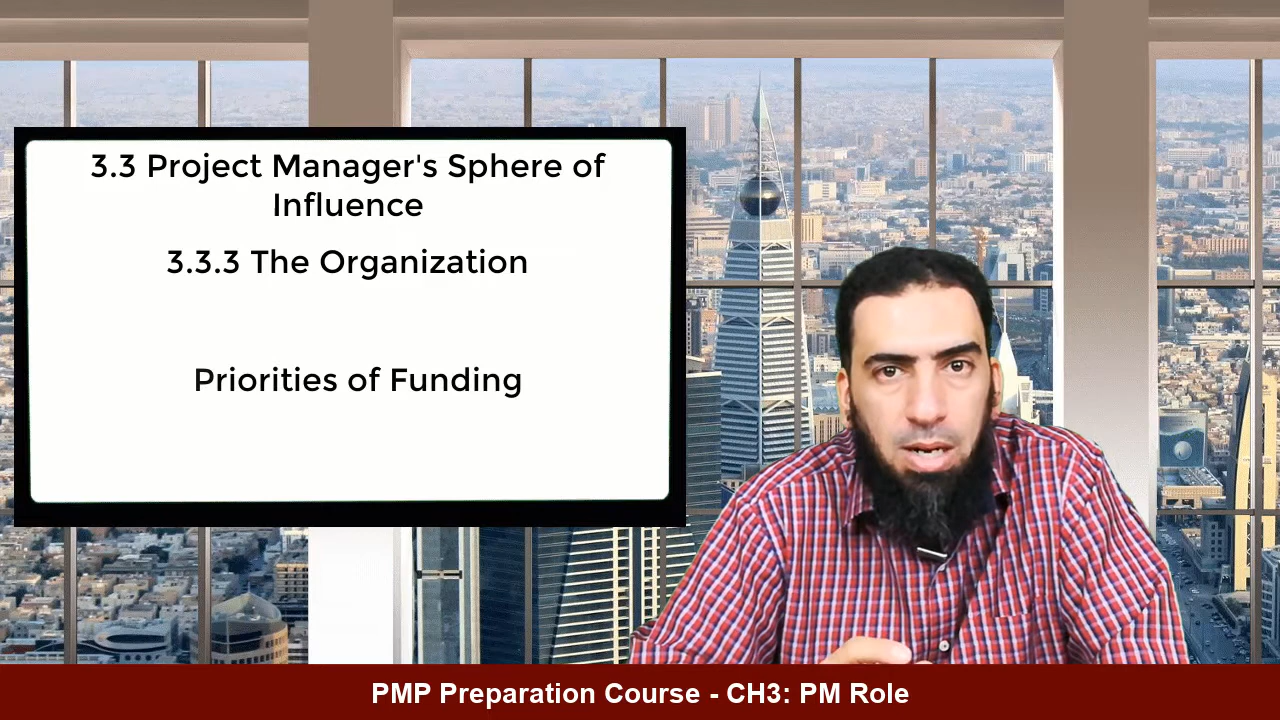 3.3 Project Manager's Sphere of
Influence
3.3.3 The Organization
Priorities of Funding
PMP Preparation Course - CH3: PM Role